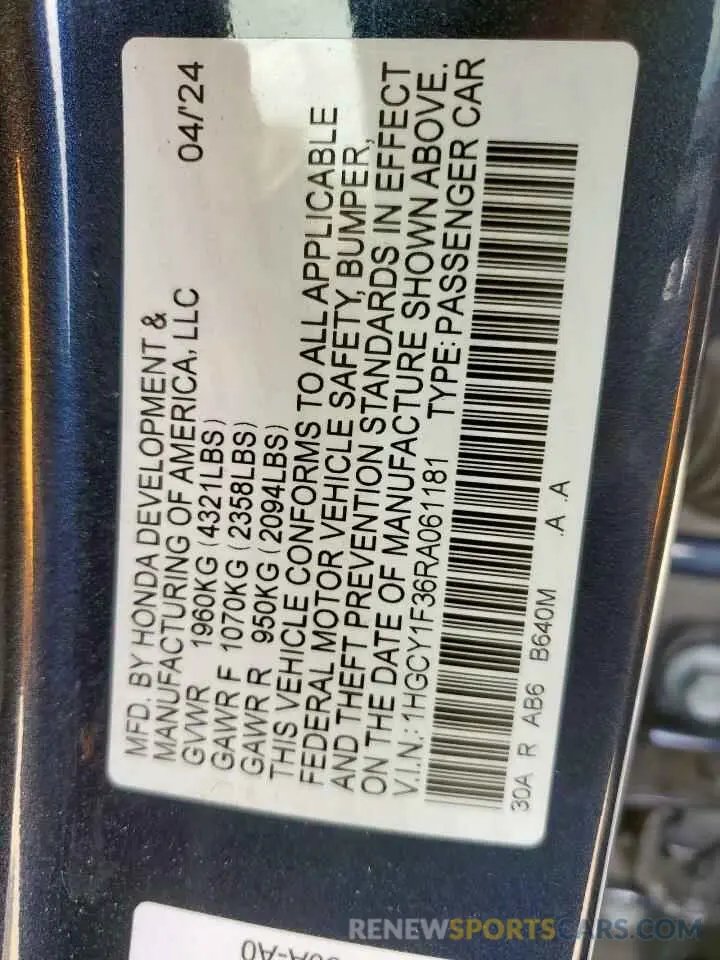 MFD. BY HONDA DEVELOPMENT &
MANUFACTURING OF AMERICA, LLC 04/'24
GVWR 1960KG (4321LBS)
GAWR F 1070KG (2358LBS)
GAWR R 950KG (2094LBS)
THIS VEHICLE CONFORMS TO ALL APPLICABLE
FEDERAL MOTOR VEHICLE SAFETY, BUMPER,
AND THEFT PREVENTION STANDARDS IN EFFECT
ON THE DATE OF MANUFACTURE SHOWN ABOVE.
V.I.N.: 1HGCY1F36RA061181 TYPE: PASSENGER CAR
30A R AB6 B640M .A .A
RENEWSPORTSCARS.COM